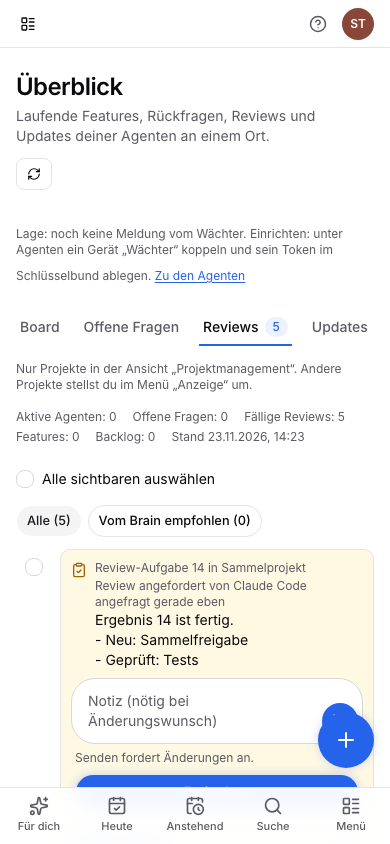 ST
Überblick
Laufende Features, Rückfragen, Reviews und
Updates deiner Agenten an einem Ort.
Lage: noch keine Meldung vom Wächter. Einrichten: unter
Agenten ein Gerät „Wächter“ koppeln und sein Token im
Schlüsselbund ablegen. Zu den Agenten
Board Offene Fragen Reviews 5 Updates
Nur Projekte in der Ansicht „Projektmanagement“. Andere
Projekte stellst du im Menü „Anzeige“ um.
Aktive Agenten: 0 Offene Fragen: 0 Fällige Reviews: 5
Features: 0 Backlog: 0 Stand 23.11.2026, 14:23
Alle sichtbaren auswählen
Alle (5) Vom Brain empfohlen (0)
Review-Aufgabe 14 in Sammelprojekt
Review angefordert von Claude Code
angefragt gerade eben
Ergebnis 14 ist fertig.
- Neu: Sammelfreigabe
- Geprüft: Tests
Notiz (nötig bei
Änderungswunsch)
Senden fordert Änderungen an.
Für dich Heute Anstehend Suche Menü